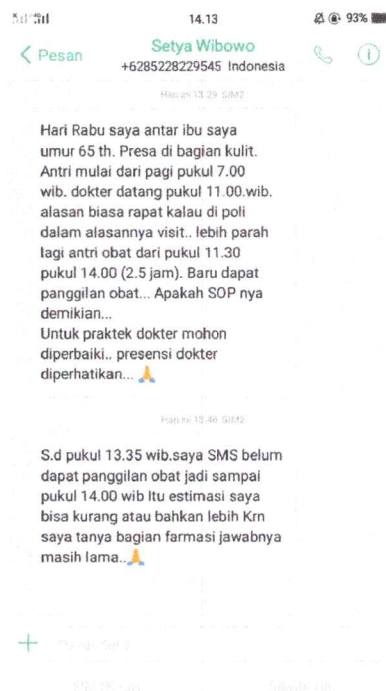 14.13
93%
Pesan
Setya Wibowo
+6285228229545 Indonesia
Hari ini 13.29 SIM2
Hari Rabu saya antar ibu saya
umur 65 th. Presa di bagian kulit.
Antri mulai dari pagi pukul 7.00
wib. dokter datang pukul 11.00.wib.
alasan biasa rapat kalau di poli
dalam alasannya visit.. lebih parah
lagi antri obat dari pukul 11.30
pukul 14.00 (2.5 jam). Baru dapat
panggilan obat... Apakah SOP nya
demikian...
Untuk praktek dokter mohon
diperbaiki.. presensi dokter
diperhatikan... 🙏
Hari ini 13.46 SIM2
S.d pukul 13.35 wib.saya SMS belum
dapat panggilan obat jadi sampai
pukul 14.00 wib Itu estimasi saya
bisa kurang atau bahkan lebih Krn
saya tanya bagian farmasi jawabnya
masih lama..🙏